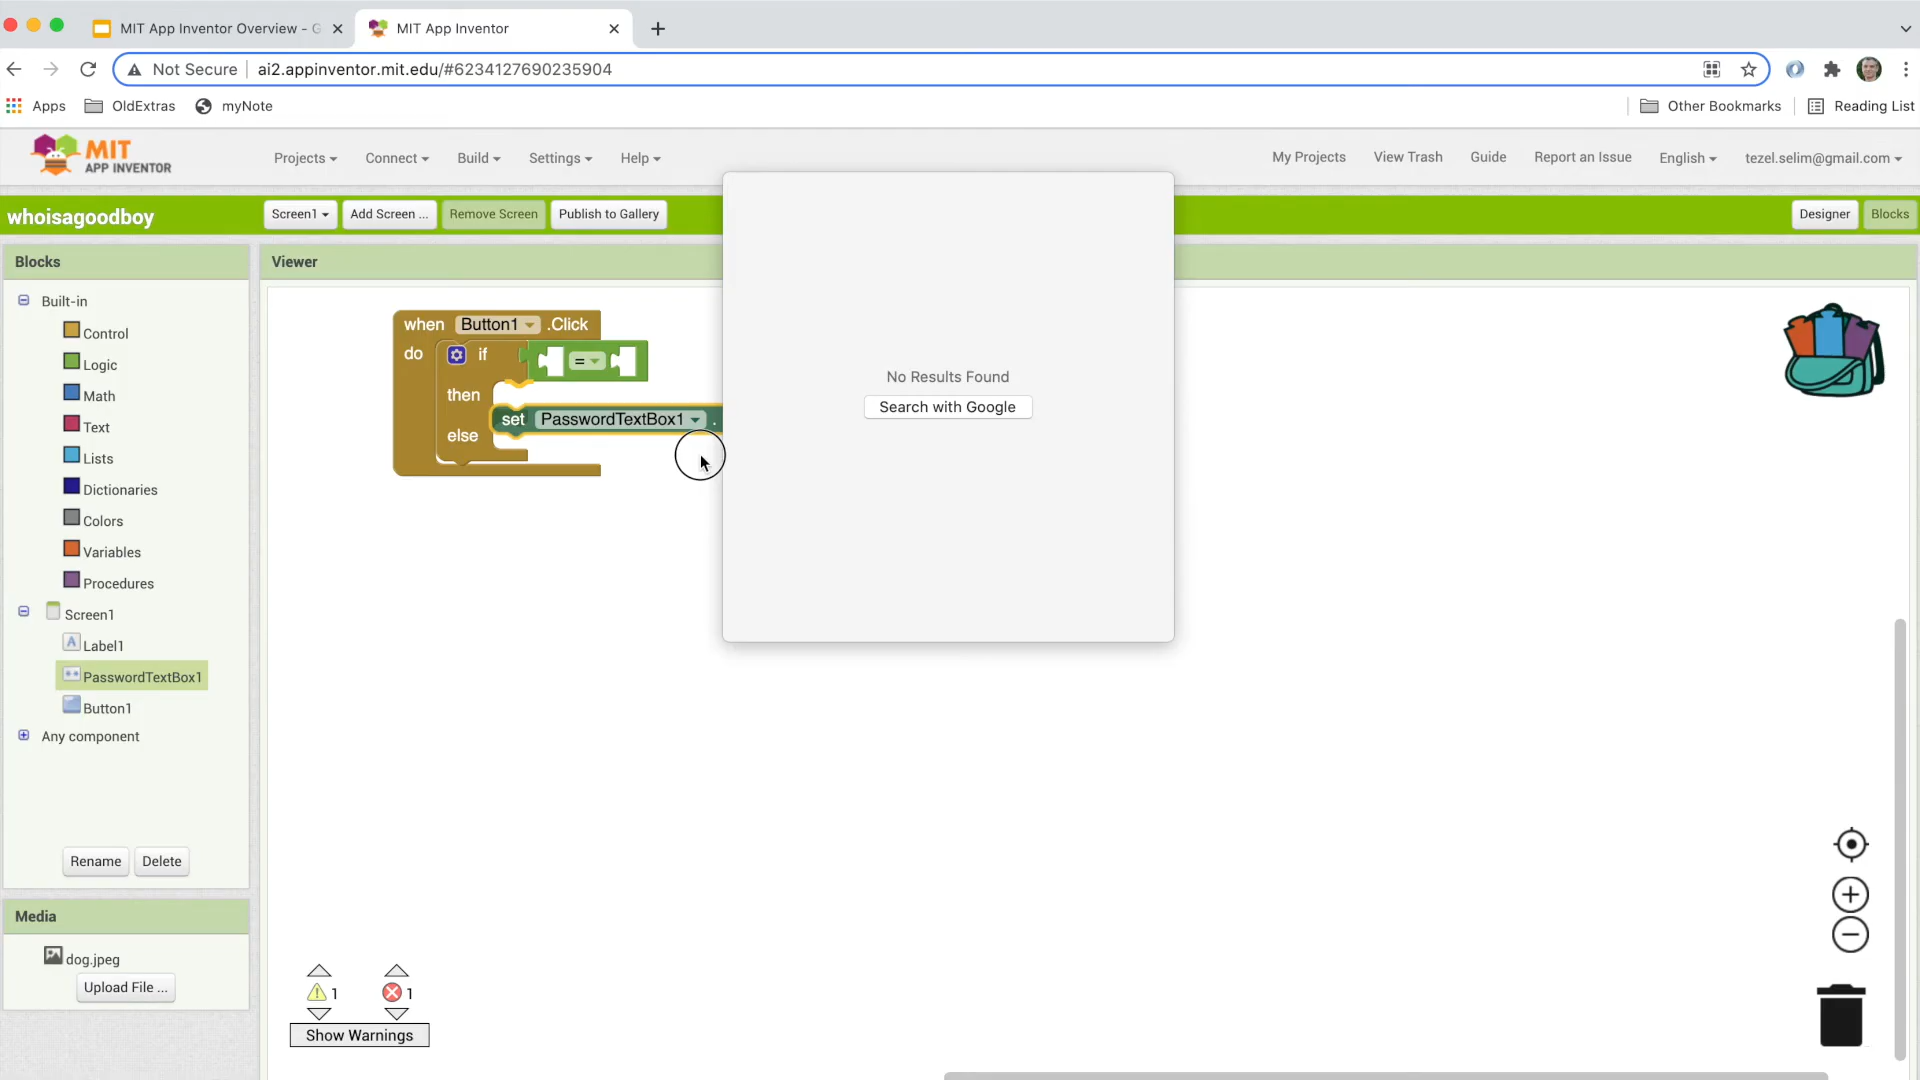 MIT App Inventor Overview - G
MIT App Inventor
Not Secure
ai2.appinventor.mit.edu/#6234127690235904
Apps
OldExtras
myNote
Other Bookmarks
Reading List
MIT
APP INVENTOR
Projects
Connect
Build
Settings
Help
My Projects
View Trash
Guide
Report an Issue
English
tezel.selim@gmail.com
whoisagoodboy
Screen1
Add Screen ...
Remove Screen
Publish to Gallery
Designer
Blocks
Blocks
Viewer
Built-in
Control
Logic
Math
Text
Lists
Dictionaries
Colors
Variables
Procedures
Screen1
Label1
PasswordTextBox1
Button1
Any component
Rename
Delete
Media
dog.jpeg
Upload File ...
when Button1 .Click
do if =
then
set PasswordTextBox1 .
else
No Results Found
Search with Google
1
1
Show Warnings